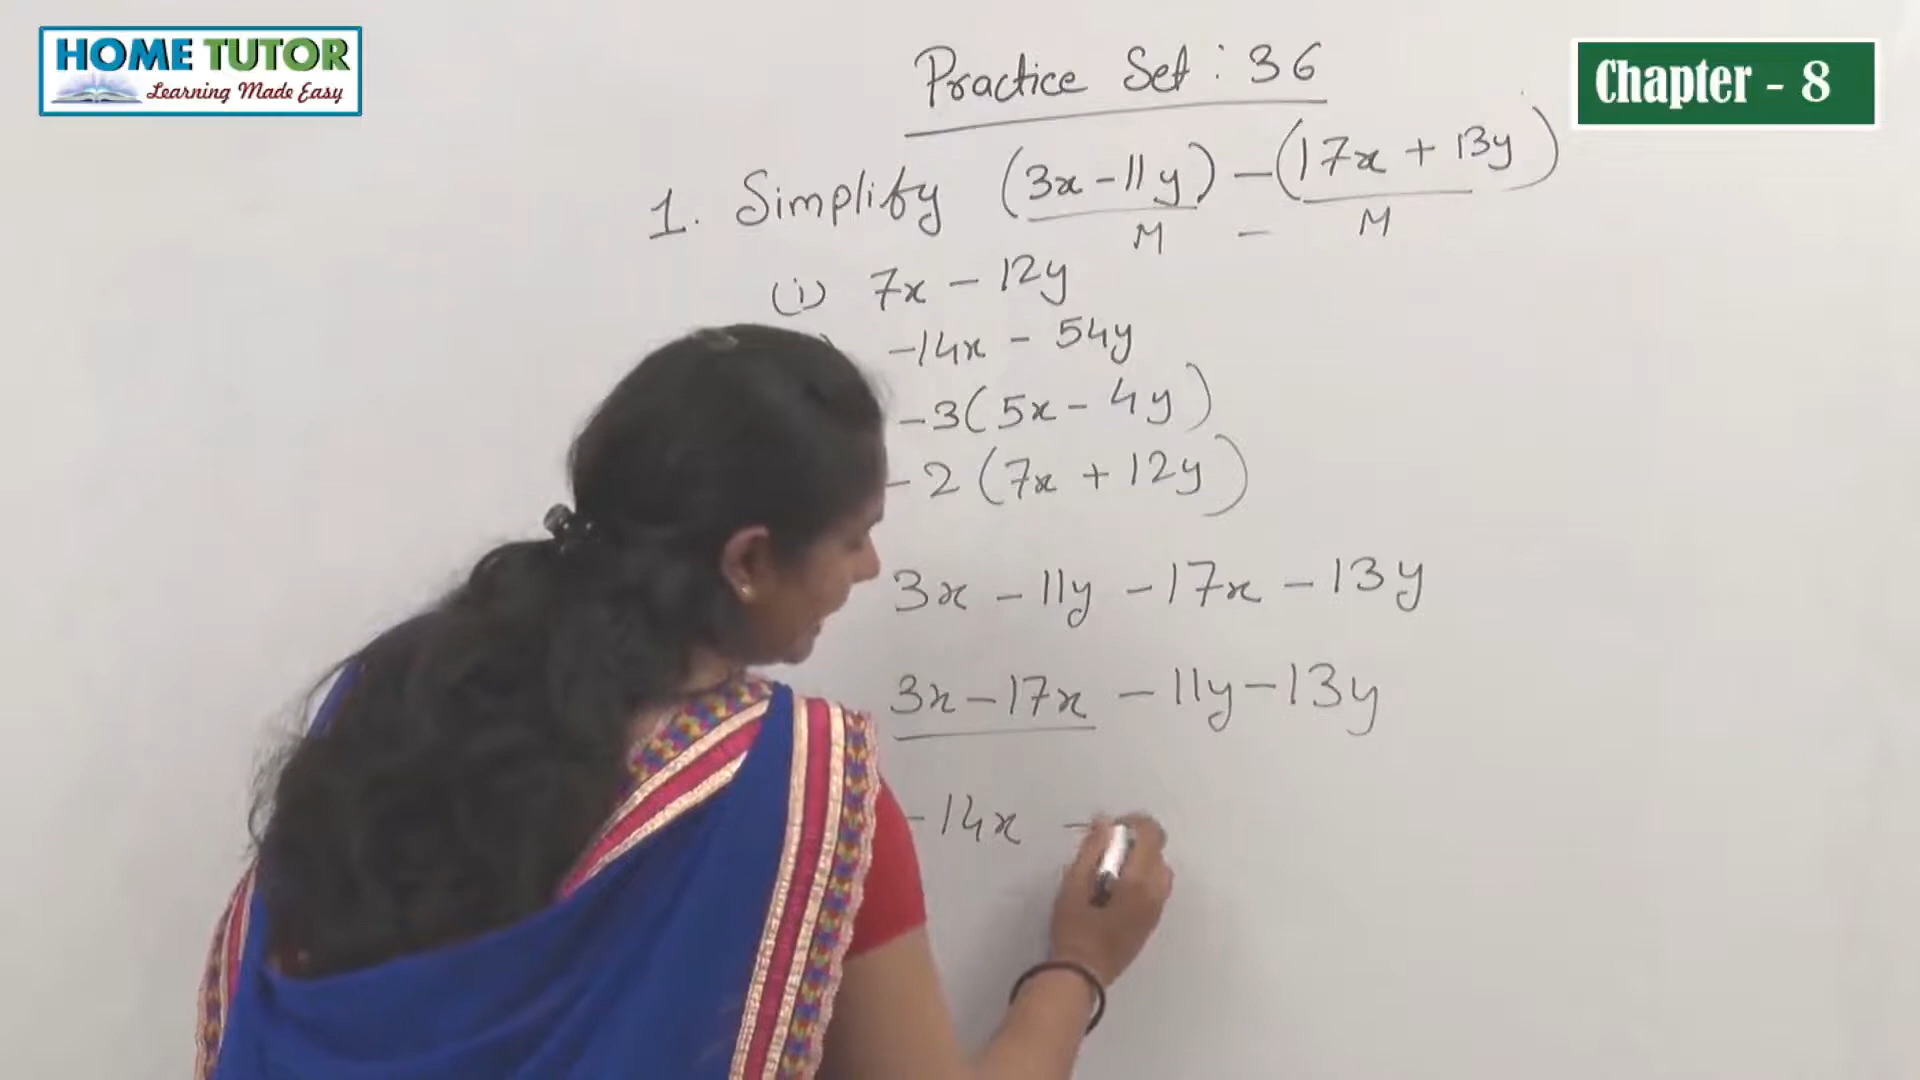 HOME TUTOR
Learning Made Easy
Chapter - 8
Practice Set : 36
1. Simplify (3x - 11y) - (17x + 13y)
M - M
(i) 7x - 12y
-14x - 54y
-3(5x - 4y)
-2(7x + 12y)
3x - 11y - 17x - 13y
3x - 17x - 11y - 13y
-14x -